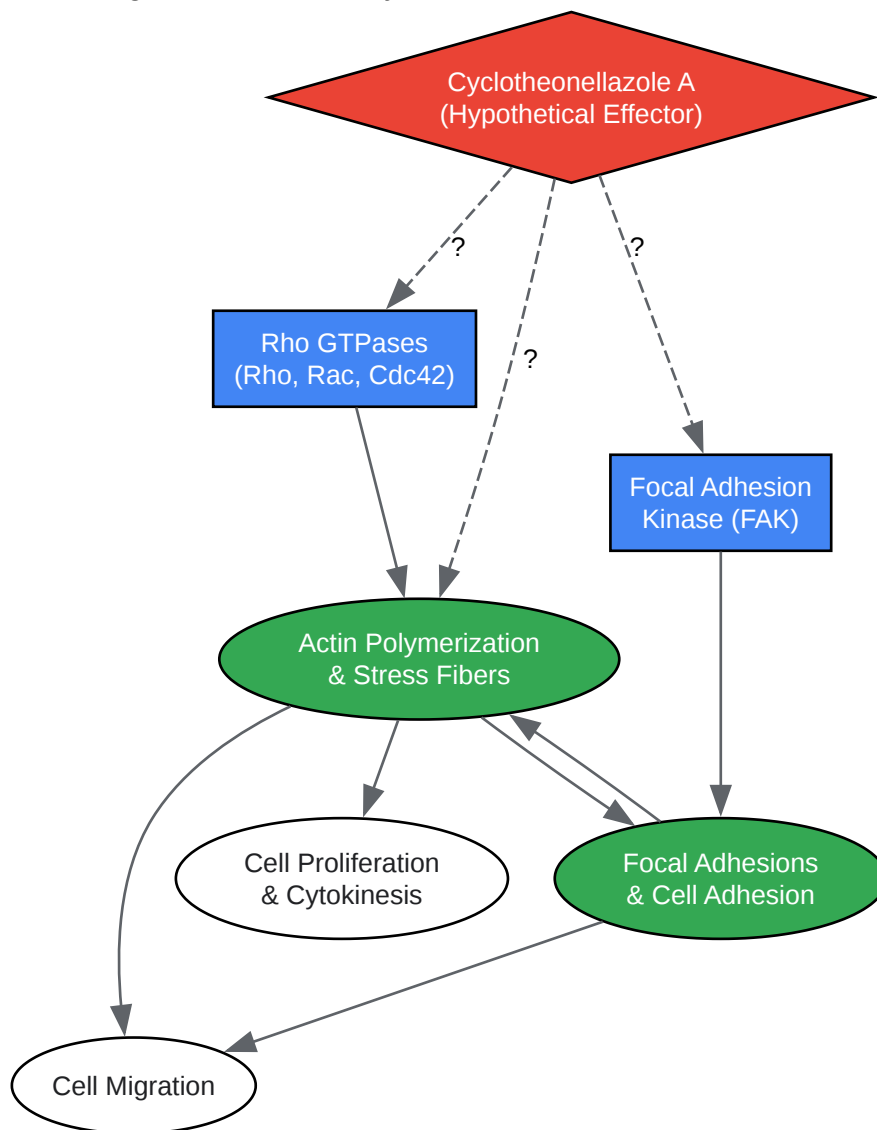 Cyclotheonellazole A
(Hypothetical Effector)
?
?
?
Rho GTPases
(Rho, Rac, Cdc42)
Focal Adhesion
Kinase (FAK)
Actin Polymerization
& Stress Fibers
Cell Proliferation
& Cytokinesis
Focal Adhesions
& Cell Adhesion
Cell Migration